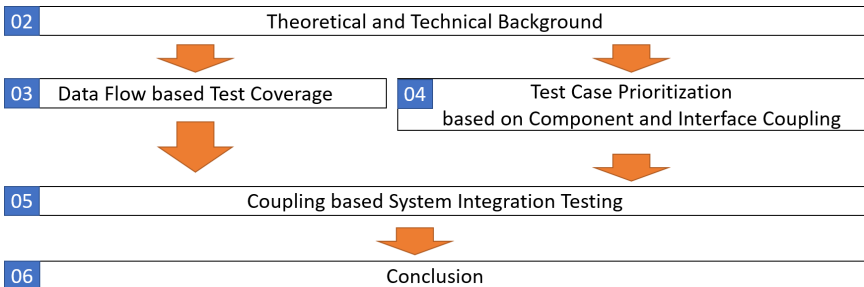 02 Theoretical and Technical Background
03 Data Flow based Test Coverage
04 Test Case Prioritization
based on Component and Interface Coupling
05 Coupling based System Integration Testing
06 Conclusion